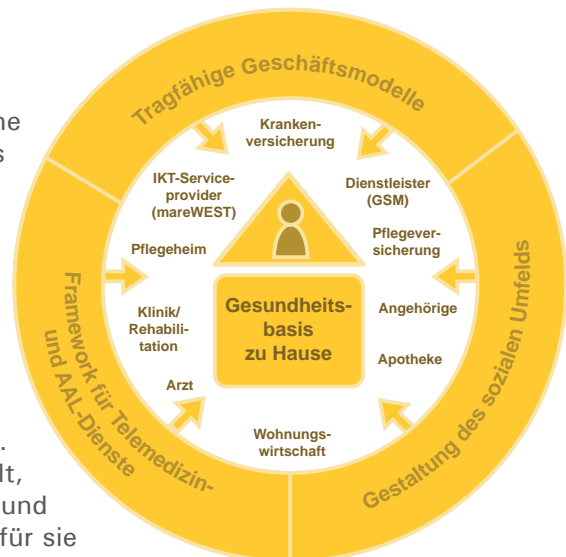 Tragfähige Geschäftsmodelle
Kranken-
versicherung
IKT-Service-
provider
(mareWEST)
Dienstleister
(GSM)
Pflegeheim
Pflegever-
sicherung
Klinik/
Rehabili-
tation
Gesundheits-
basis
zu Hause
Angehörige
Apotheke
Arzt
Wohnungs-
wirtschaft
Framework für Telemedizin-
und AAL-Dienste
Gestaltung des sozialen Umfelds
ne
s
.
lt,
und
für sie